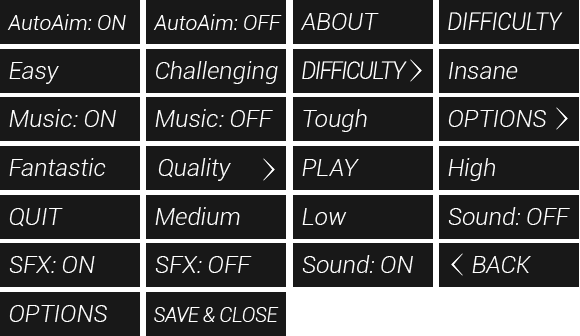 AutoAim: ON AutoAim: OFF ABOUT DIFFICULTY
Easy Challenging DIFFICULTY > Insane
Music: ON Music: OFF Tough OPTIONS >
Fantastic Quality > PLAY High
QUIT Medium Low Sound: OFF
SFX: ON SFX: OFF Sound: ON < BACK
OPTIONS SAVE & CLOSE